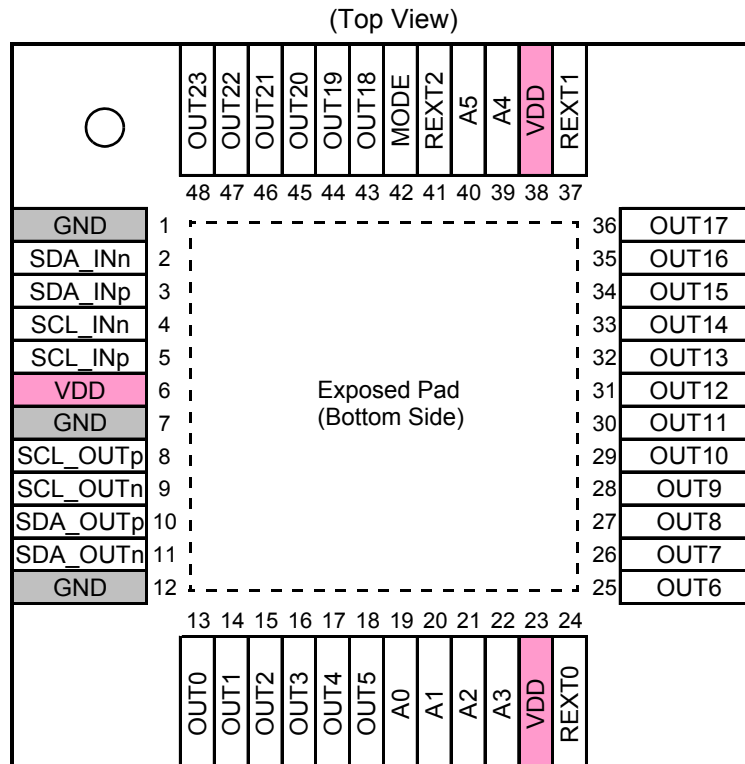 (Top View)
OUT23 OUT22 OUT21 OUT20 OUT19 OUT18 MODE REXT2 A5 A4 VDD REXT1
48 47 46 45 44 43 42 41 40 39 38 37
GND 1 36 OUT17
SDA_INn 2 35 OUT16
SDA_INp 3 34 OUT15
SCL_INn 4 33 OUT14
SCL_INp 5 32 OUT13
VDD 6 Exposed Pad 31 OUT12
GND 7 (Bottom Side) 30 OUT11
SCL_OUTp 8 29 OUT10
SCL_OUTn 9 28 OUT9
SDA_OUTp 10 27 OUT8
SDA_OUTn 11 26 OUT7
GND 12 25 OUT6
13 14 15 16 17 18 19 20 21 22 23 24
OUT0 OUT1 OUT2 OUT3 OUT4 OUT5 A0 A1 A2 A3 VDD REXT0